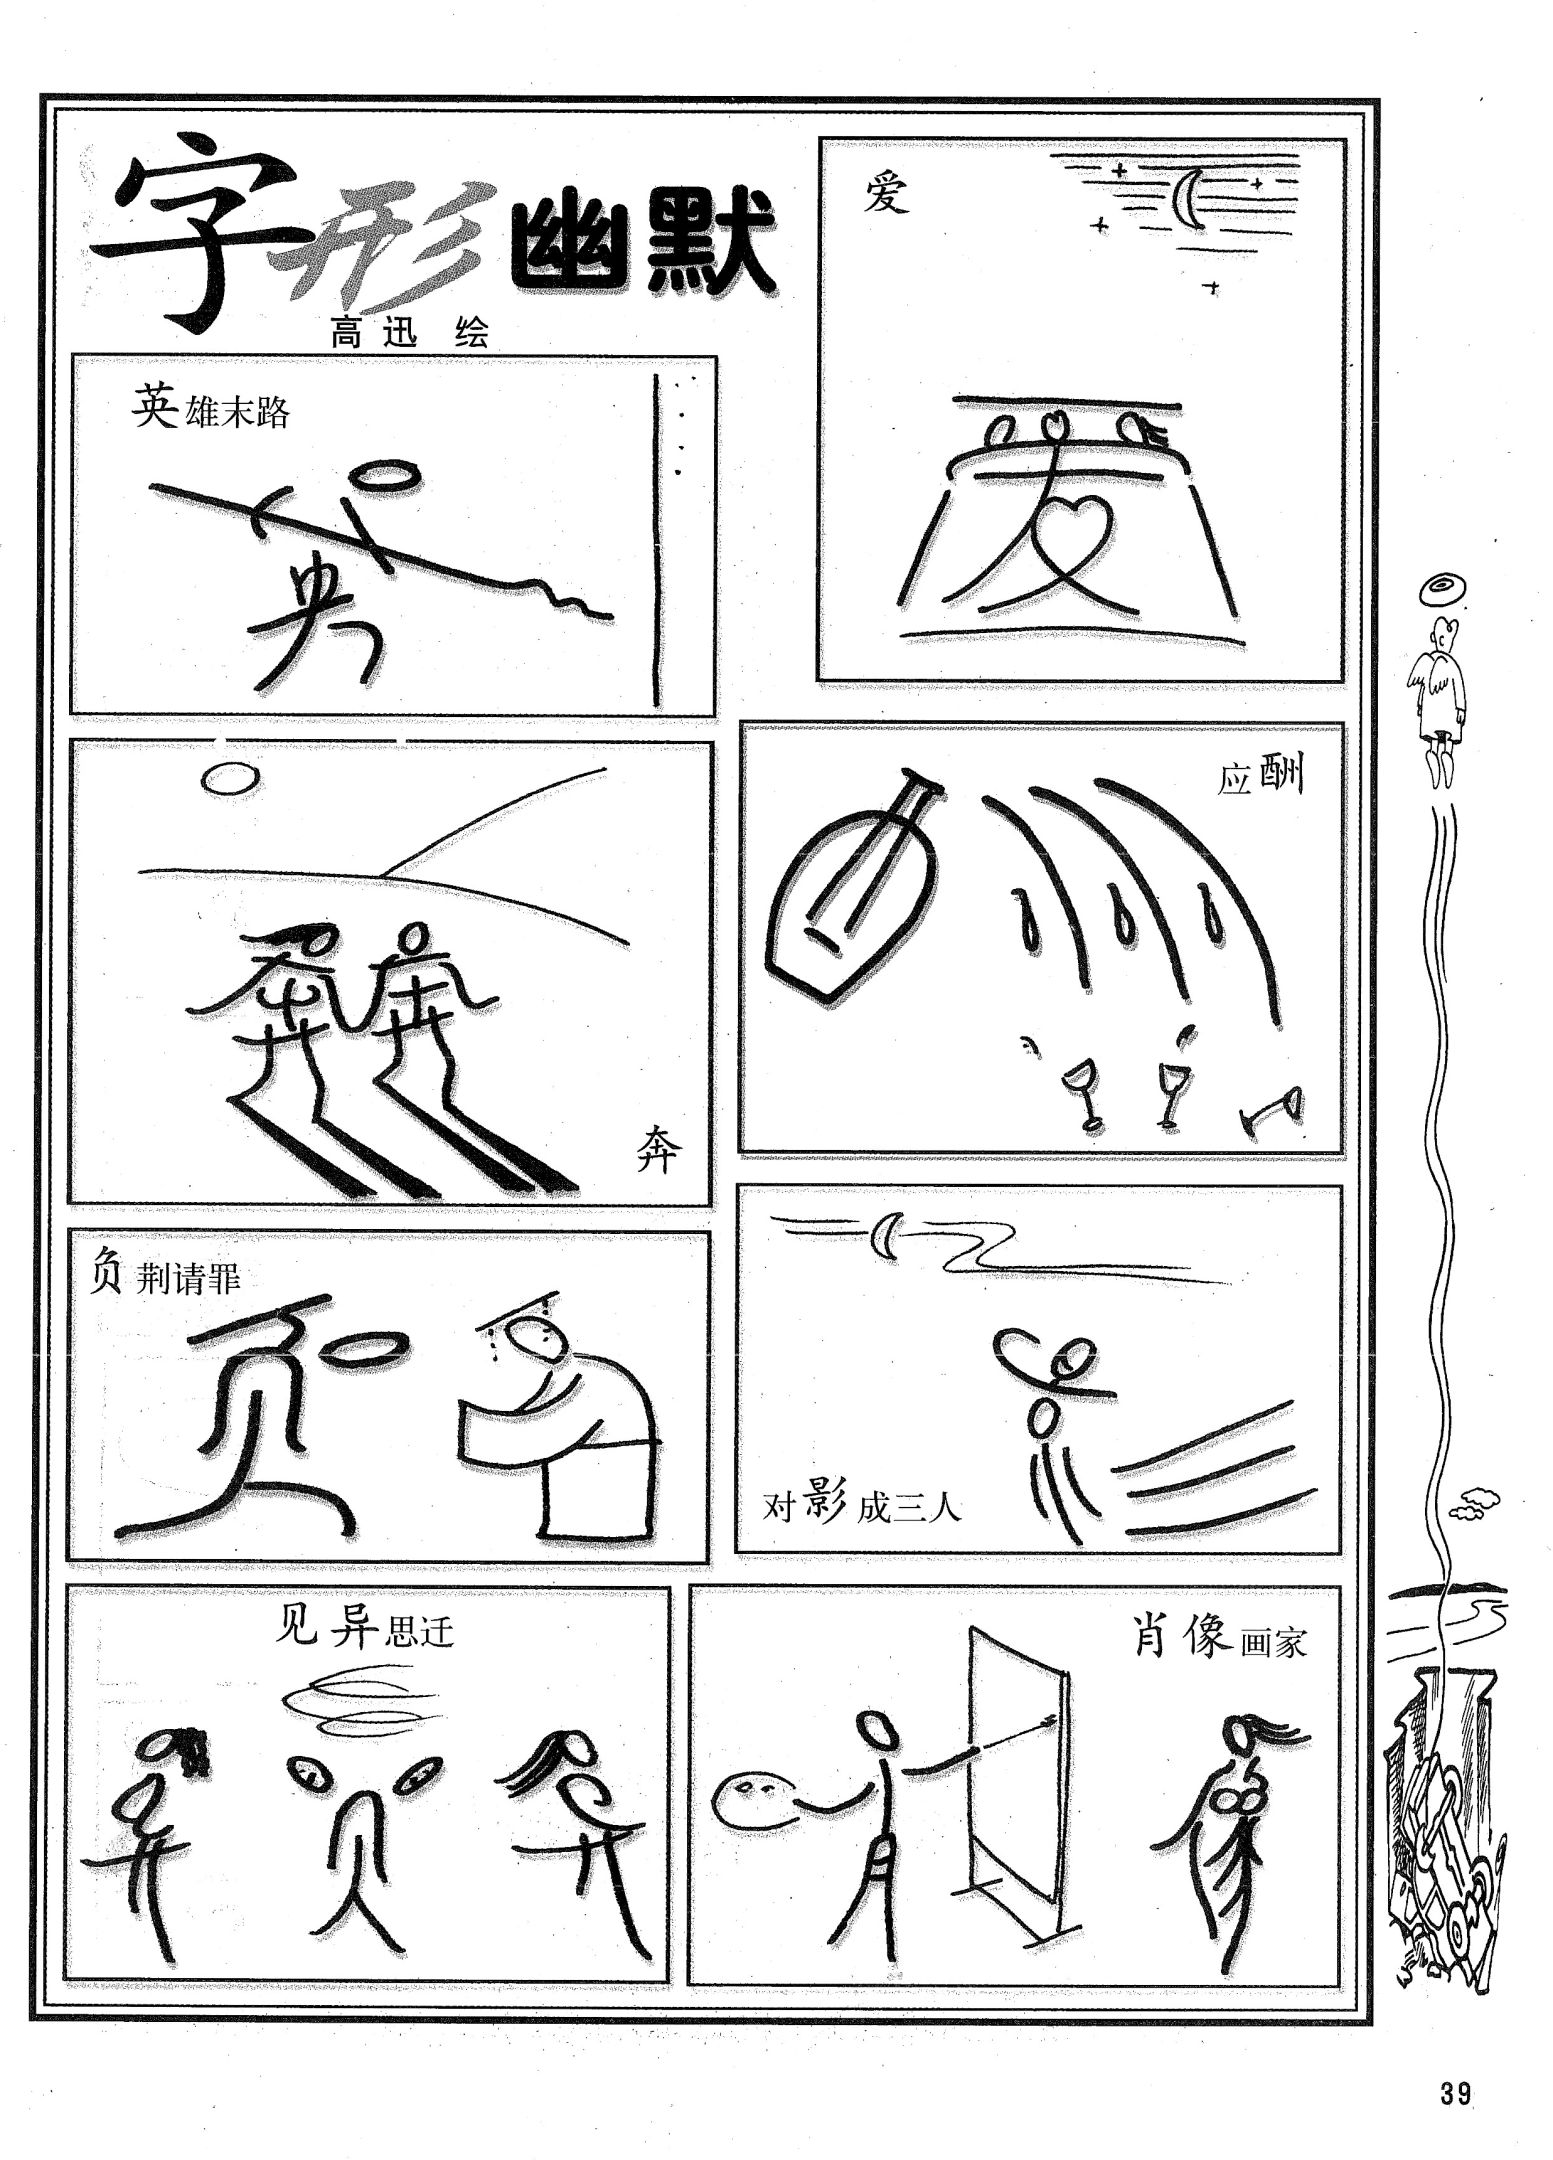 字形幽默
高迅 绘
爱
英雄末路
应酬
奔
负荆请罪
对影成三人
见异思迁
肖像画家
39